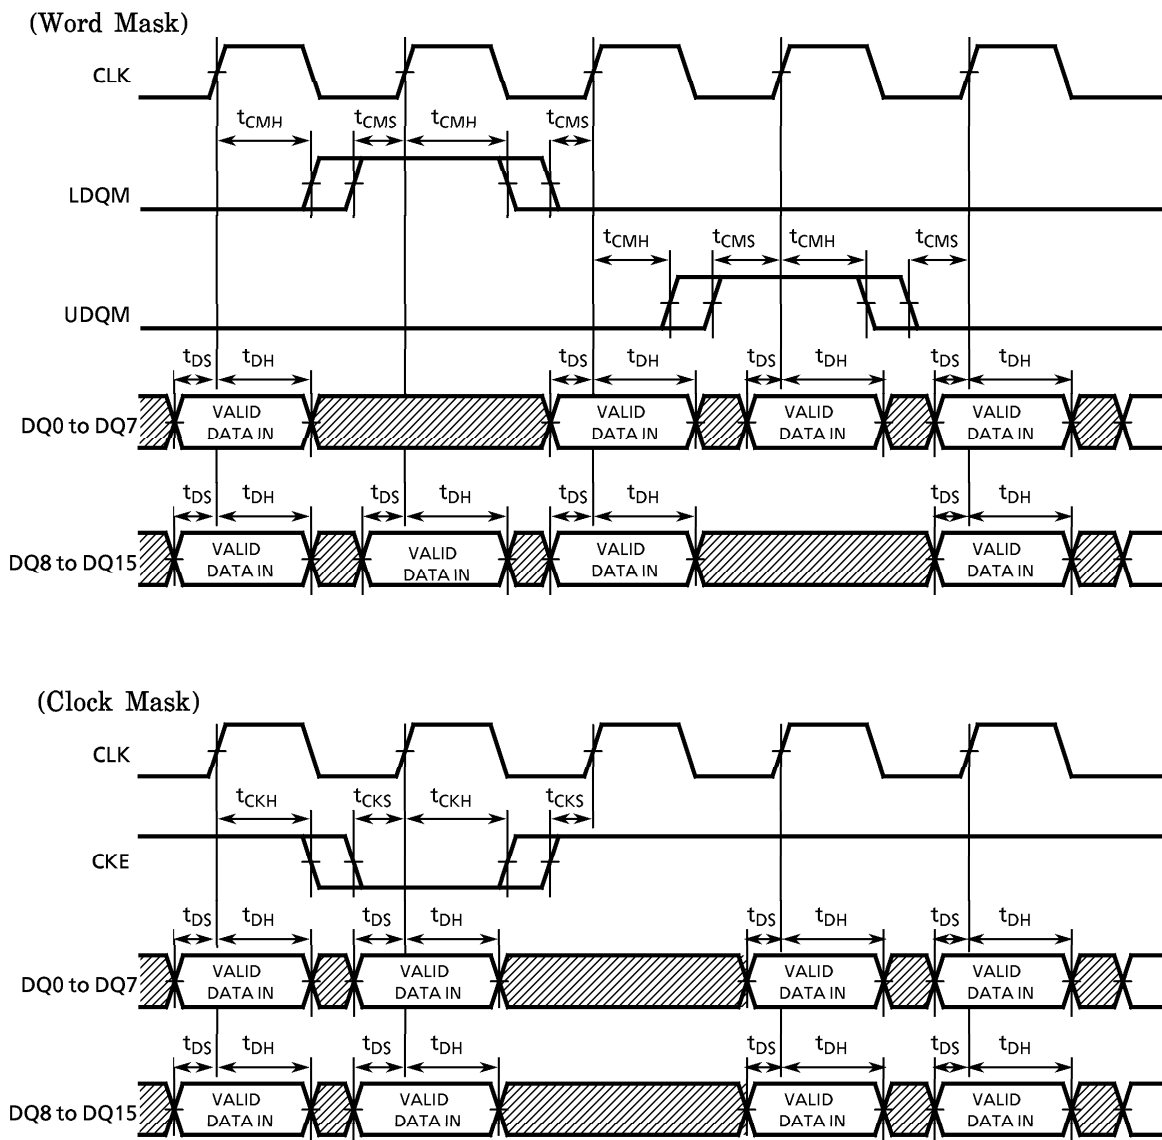 (Word Mask)
CLK
tCMH tCMS tCMH tCMS
LDQM
tCMH tCMS tCMH tCMS
UDQM
tDS tDH tDS tDH tDS tDH tDS tDH
DQ0 to DQ7
VALID DATA IN VALID DATA IN VALID DATA IN VALID DATA IN
tDS tDH tDS tDH tDS tDH tDS tDH
DQ8 to DQ15
VALID DATA IN VALID DATA IN VALID DATA IN VALID DATA IN
(Clock Mask)
CLK
tCKH tCKS tCKH tCKS
CKE
tDS tDH tDS tDH tDS tDH tDS tDH
DQ0 to DQ7
VALID DATA IN VALID DATA IN VALID DATA IN VALID DATA IN
tDS tDH tDS tDH tDS tDH tDS tDH
DQ8 to DQ15
VALID DATA IN VALID DATA IN VALID DATA IN VALID DATA IN